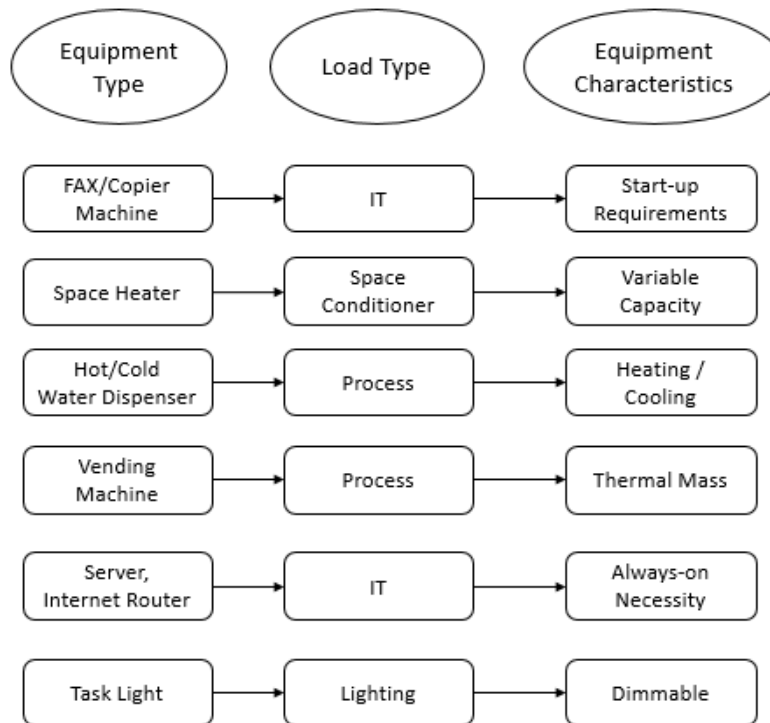 Equipment
Type
Load Type
Equipment
Characteristics
FAX/Copier
Machine
IT
Start-up
Requirements
Space Heater
Space
Conditioner
Variable
Capacity
Hot/Cold
Water Dispenser
Process
Heating /
Cooling
Vending
Machine
Process
Thermal Mass
Server,
Internet Router
IT
Always-on
Necessity
Task Light
Lighting
Dimmable